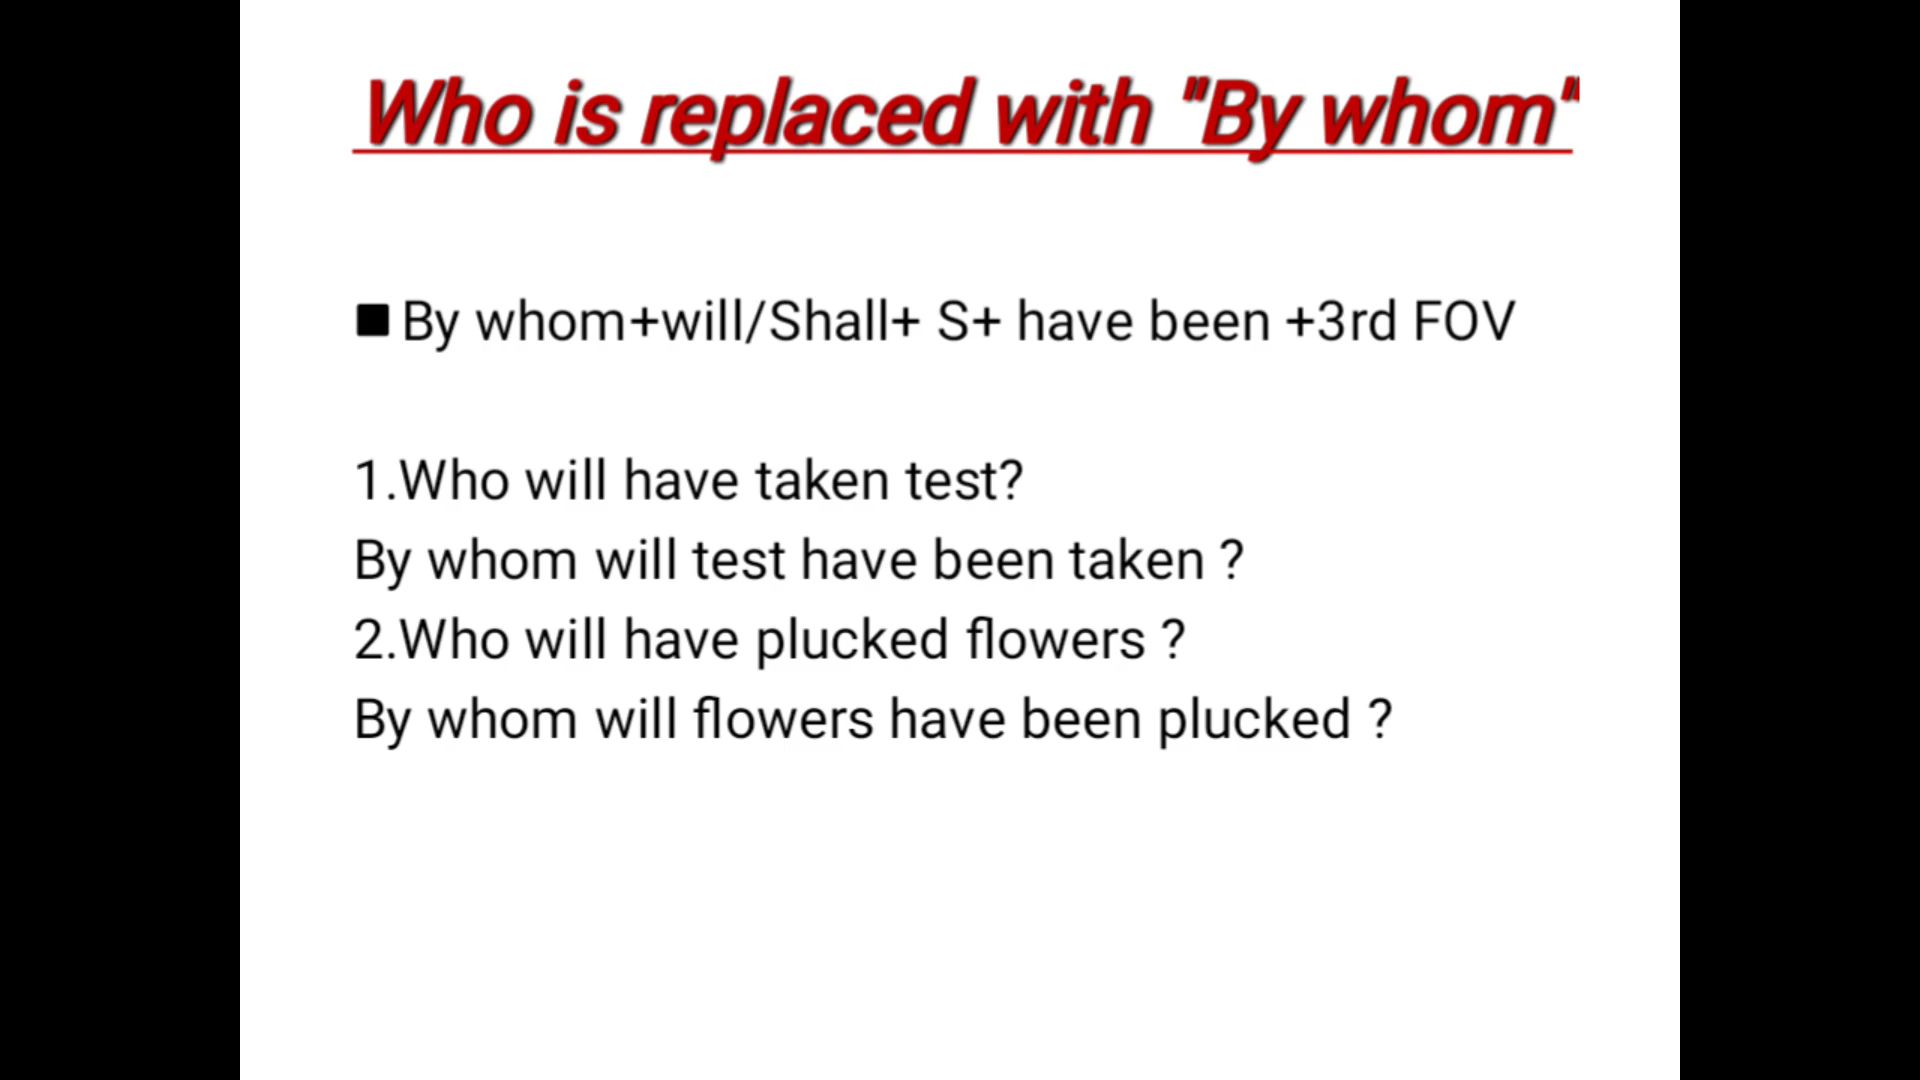 Who is replaced with "By whom"
■ By whom+will/Shall+ S+ have been +3rd FOV
1.Who will have taken test?
By whom will test have been taken ?
2.Who will have plucked flowers ?
By whom will flowers have been plucked ?